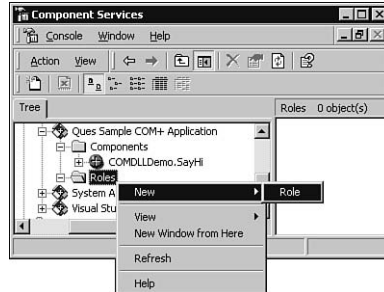 Component Services
Console Window Help
Action View
Tree
Roles 0 object(s)
Ques Sample COM+ Application
Components
COMDLLDemo.SayHi
Roles
System A
Visual Stu
New
Role
View
New Window from Here
Refresh
Help